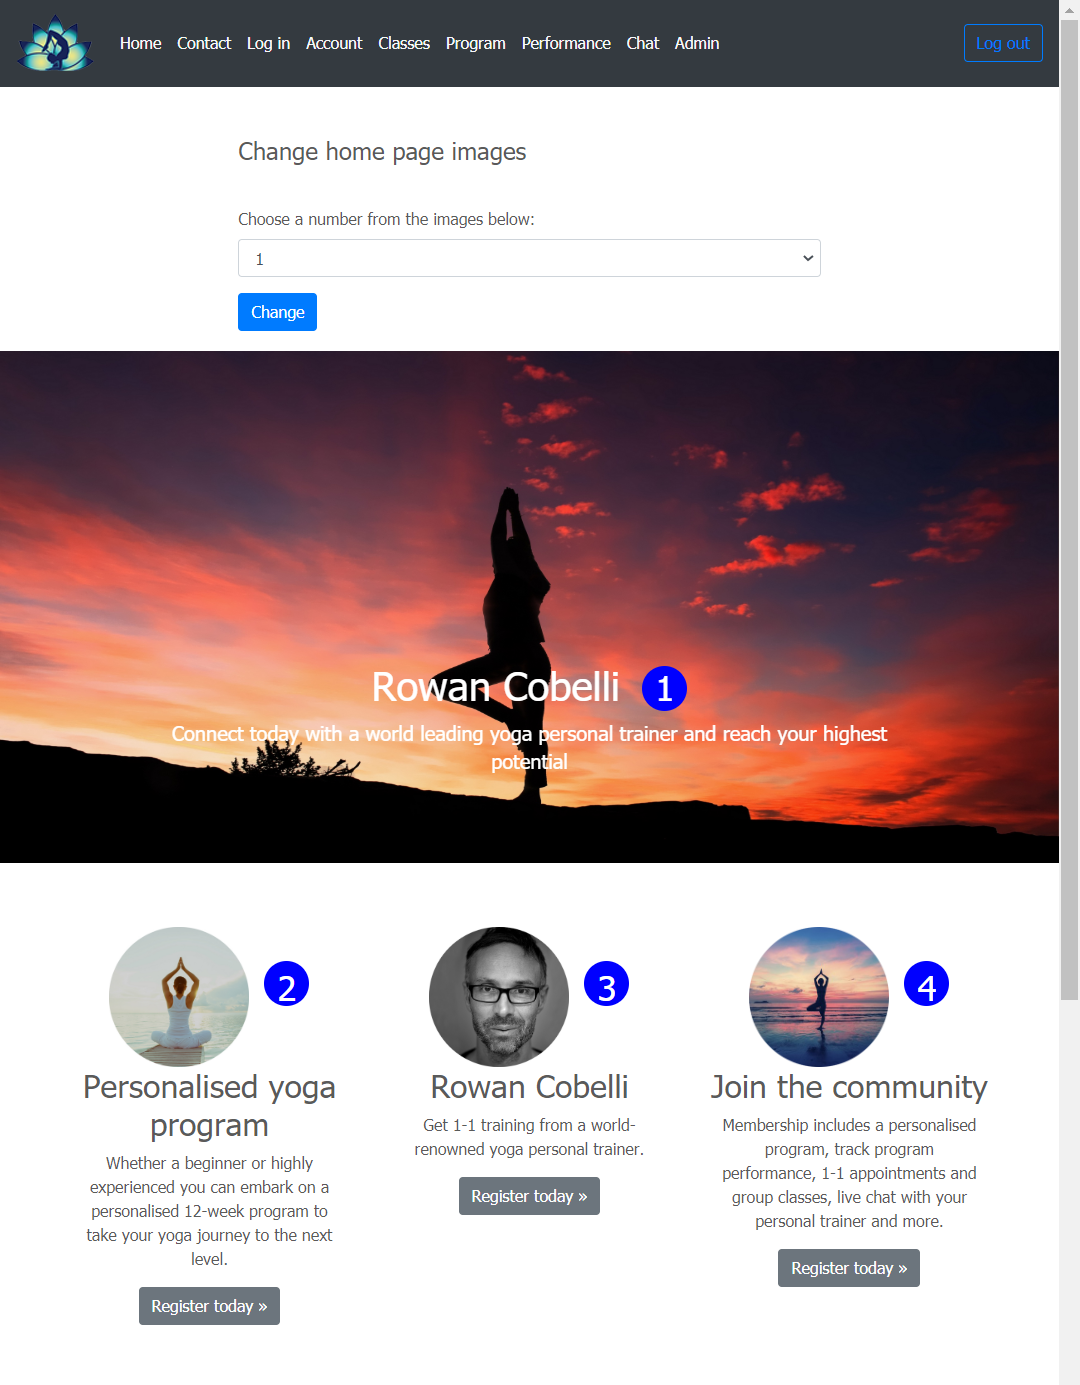 Home Contact Log in Account Classes Program Performance Chat Admin Log out
Change home page images
Choose a number from the images below:
1
Change
Rowan Cobelli 1
Connect today with a world leading yoga personal trainer and reach your highest
potential
2
Personalised yoga
program
Whether a beginner or highly
experienced you can embark on a
personalised 12-week program to
take your yoga journey to the next
level.
Register today »
3
Rowan Cobelli
Get 1-1 training from a world-
renowned yoga personal trainer.
Register today »
4
Join the community
Membership includes a personalised
program, track program
performance, 1-1 appointments and
group classes, live chat with your
personal trainer and more.
Register today »